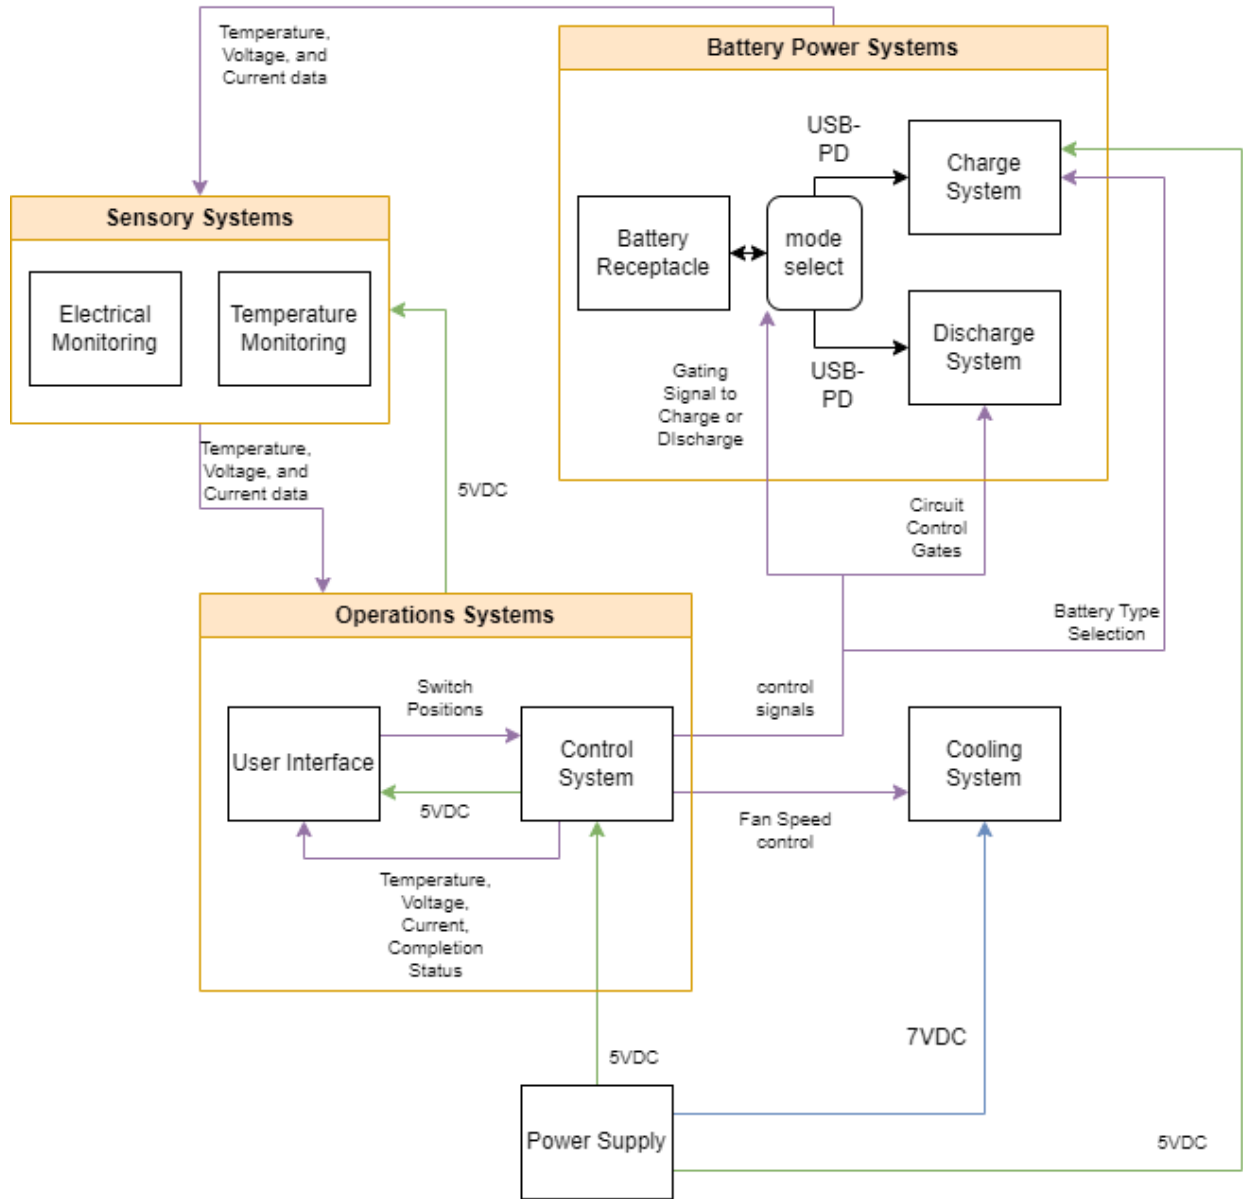 Temperature,
Voltage, and
Current data
Battery Power Systems
USB-
PD
Charge
System
Battery
Receptacle
mode
select
Discharge
System
USB-
PD
Gating
Signal to
Charge or
DIscharge
Sensory Systems
Electrical
Monitoring
Temperature
Monitoring
Temperature,
Voltage, and
Current data
5VDC
Circuit
Control
Gates
Battery Type
Selection
Operations Systems
Switch
Positions
control
signals
User Interface
Control
System
Cooling
System
5VDC
Fan Speed
control
Temperature,
Voltage,
Current,
Completion
Status
7VDC
5VDC
Power Supply
5VDC